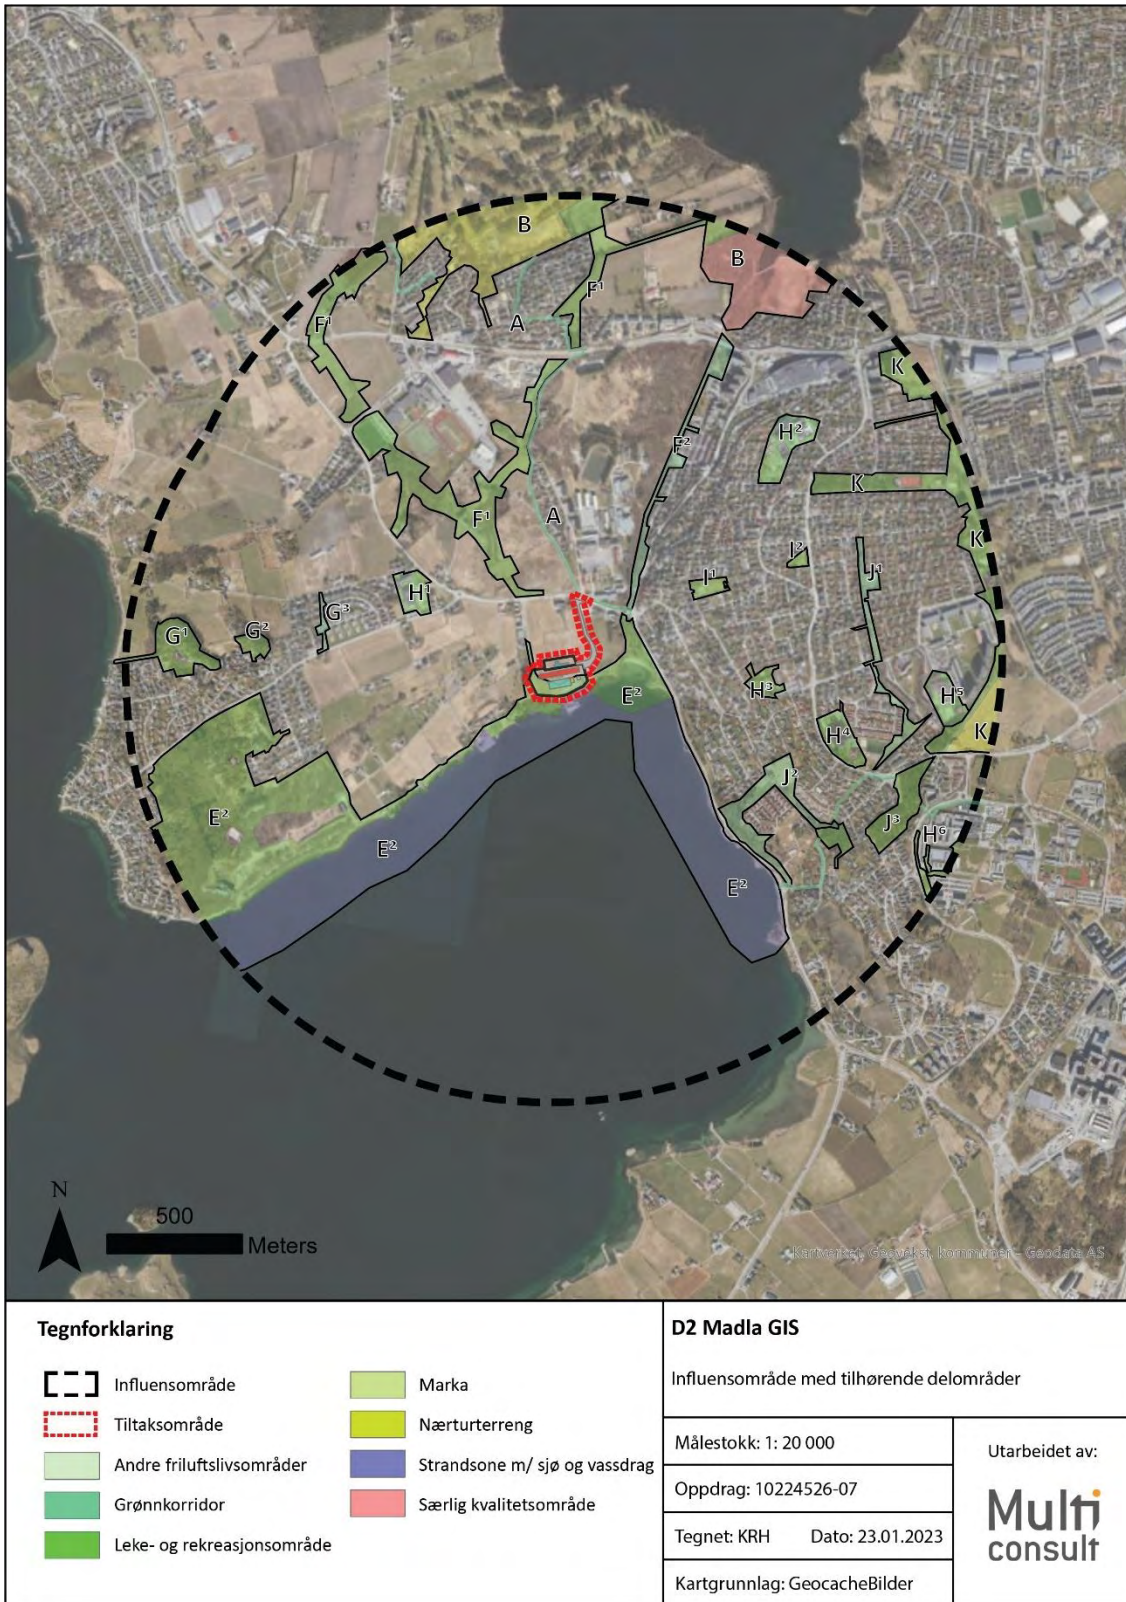 B
B
F¹
F¹
A
K
H²
F²
K
A
F¹
K
I²
I¹
J¹
H¹
G³
G¹
G²
E²
H³
H⁵
H⁴
K
J²
E²
J³
H⁶
E²
E²
N
500
Meters
Kartverket, Geovekst, kommuner - Geodata AS
Tegnforklaring
Influensområde
Tiltaksområde
Andre friluftslivsområder
Grønnkorridor
Leke- og rekreasjonsområde
Marka
Nærturterreng
Strandsone m/ sjø og vassdrag
Særlig kvalitetsområde
D2 Madla GIS
Influensområde med tilhørende delområder
Målestokk: 1: 20 000
Oppdrag: 10224526-07
Tegnet: KRH Dato: 23.01.2023
Kartgrunnlag: GeocacheBilder
Utarbeidet av:
Multi
consult